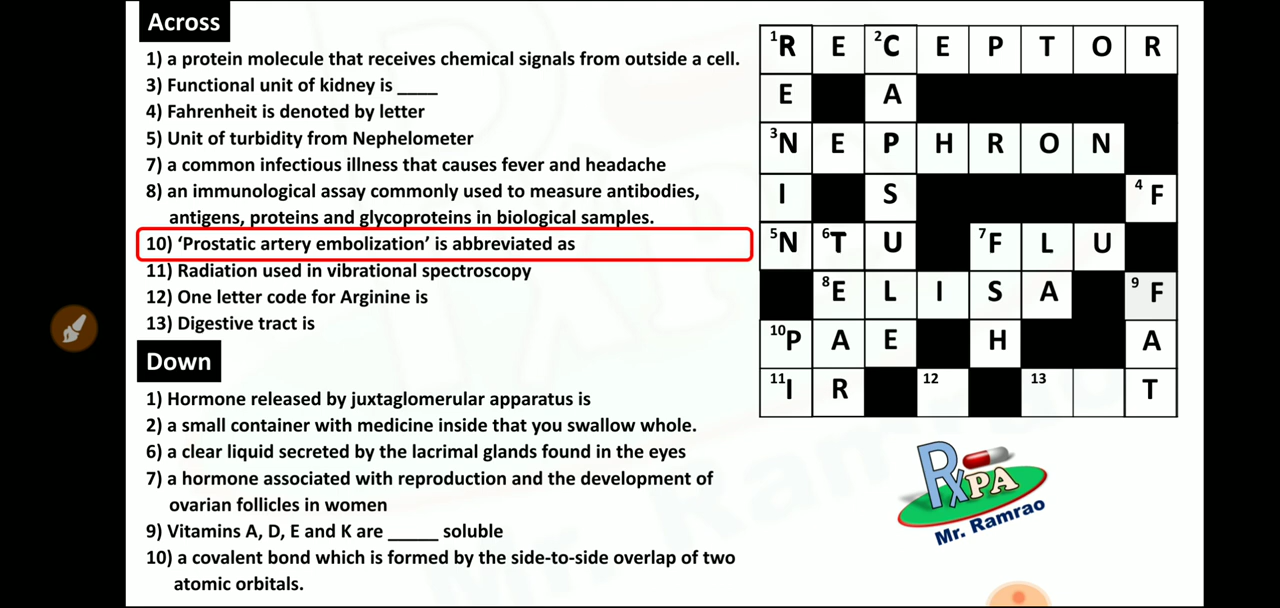 Across
1) a protein molecule that receives chemical signals from outside a cell.
3) Functional unit of kidney is ____
4) Fahrenheit is denoted by letter
5) Unit of turbidity from Nephelometer
7) a common infectious illness that causes fever and headache
8) an immunological assay commonly used to measure antibodies,
antigens, proteins and glycoproteins in biological samples.
10) ‘Prostatic artery embolization’ is abbreviated as
11) Radiation used in vibrational spectroscopy
12) One letter code for Arginine is
13) Digestive tract is
Down
1) Hormone released by juxtaglomerular apparatus is
2) a small container with medicine inside that you swallow whole.
6) a clear liquid secreted by the lacrimal glands found in the eyes
7) a hormone associated with reproduction and the development of
ovarian follicles in women
9) Vitamins A, D, E and K are _____ soluble
10) a covalent bond which is formed by the side-to-side overlap of two
atomic orbitals.
1R E 2C E P T O R
E A
3N E P H R O N
I S 4F
5N 6T U 7F L U
8E L I S A 9F
10P A E H A
11I R 12 13 T
Rx PA
Mr. Ramrao